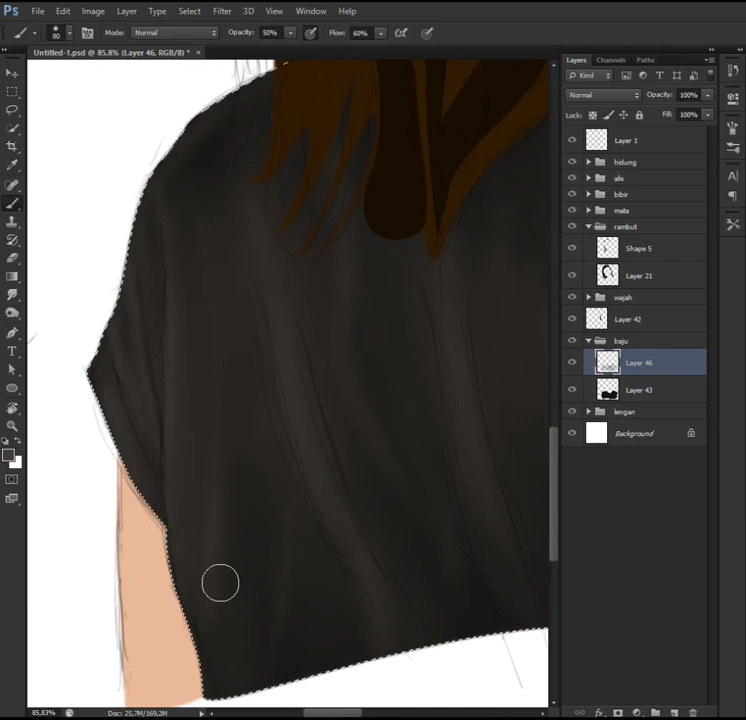 Ps File Edit Image Layer Type Select Filter 3D View Window Help
80 Mode: Normal Opacity: 50% Flow: 60%
Untitled-1.psd @ 85,8% (Layer 46, RGB/8) * ×
Layers Channels Paths
Kind T
Normal Opacity: 100%
Lock: Fill: 100%
Layer 1
hidung
alis
bibir
mata
rambut
Shape 5
Layer 21
wajah
Layer 42
baju
Layer 46
Layer 43
lengan
Background
T
A
fx
85,83% Doc: 25,7M/169,2M